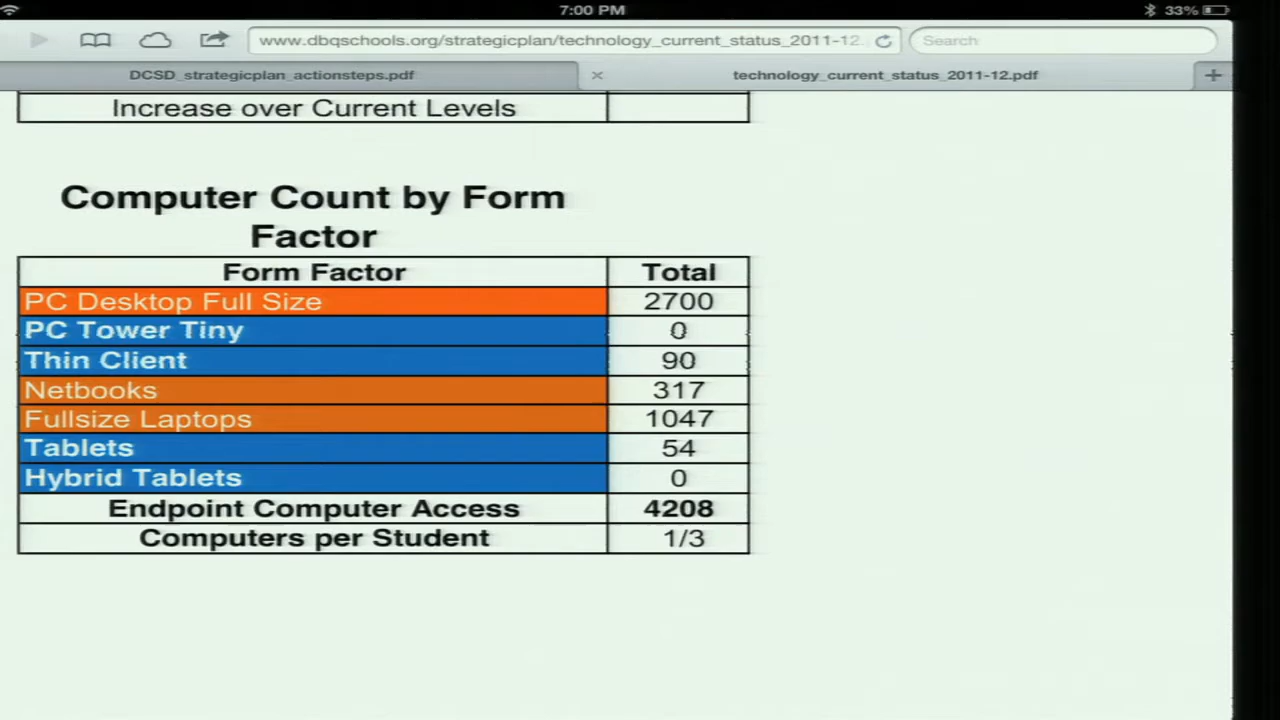 7:00 PM
33%
www.dbqschools.org/strategicplan/technology_current_status_2011-12.
Search
DCSD_strategicplan_actionsteps.pdf
technology_current_status_2011-12.pdf
Increase over Current Levels
Computer Count by Form
Factor
Form Factor Total
PC Desktop Full Size 2700
PC Tower Tiny 0
Thin Client 90
Netbooks 317
Fullsize Laptops 1047
Tablets 54
Hybrid Tablets 0
Endpoint Computer Access 4208
Computers per Student 1/3